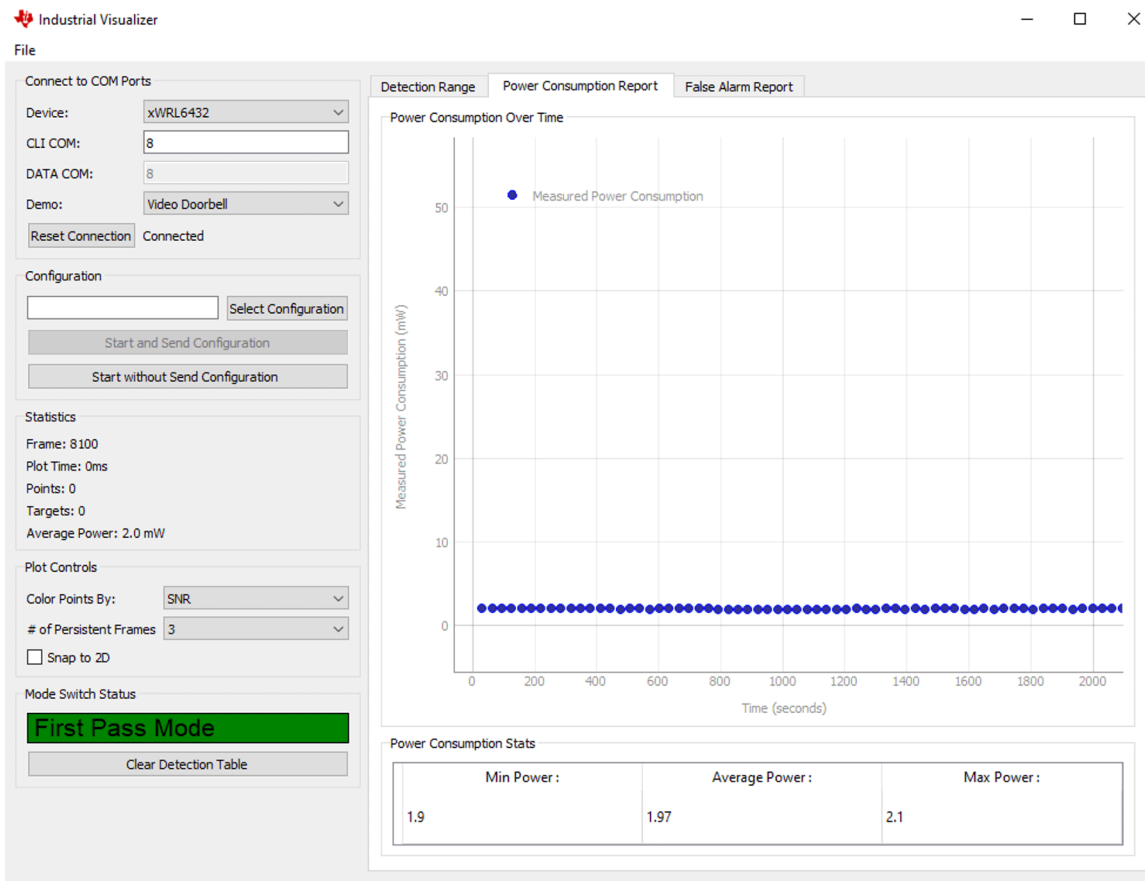 Industrial Visualizer
File
Connect to COM Ports
Device: xWRL6432
CLI COM: 8
DATA COM: 8
Demo: Video Doorbell
Reset Connection Connected
Configuration
Select Configuration
Start and Send Configuration
Start without Send Configuration
Statistics
Frame: 8100
Plot Time: 0ms
Points: 0
Targets: 0
Average Power: 2.0 mW
Plot Controls
Color Points By: SNR
# of Persistent Frames 3
Snap to 2D
Mode Switch Status
First Pass Mode
Clear Detection Table
Detection Range Power Consumption Report False Alarm Report
Power Consumption Over Time
Measured Power Consumption
Measured Power Consumption (mW)
50
40
30
20
10
0
0 200 400 600 800 1000 1200 1400 1600 1800 2000
Time (seconds)
Power Consumption Stats
Min Power : Average Power : Max Power :
1.9 1.97 2.1